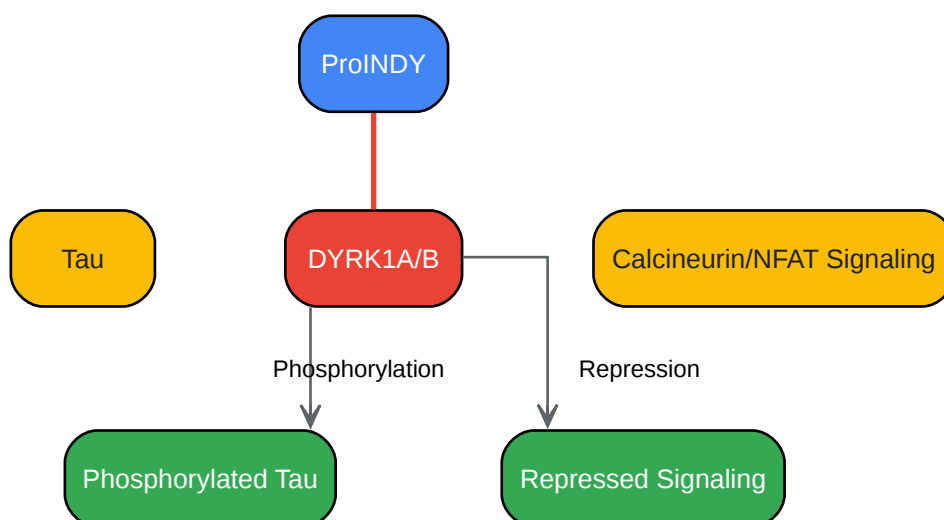 ProINDY
Tau
DYRK1A/B
Calcineurin/NFAT Signaling
Phosphorylation
Repression
Phosphorylated Tau
Repressed Signaling